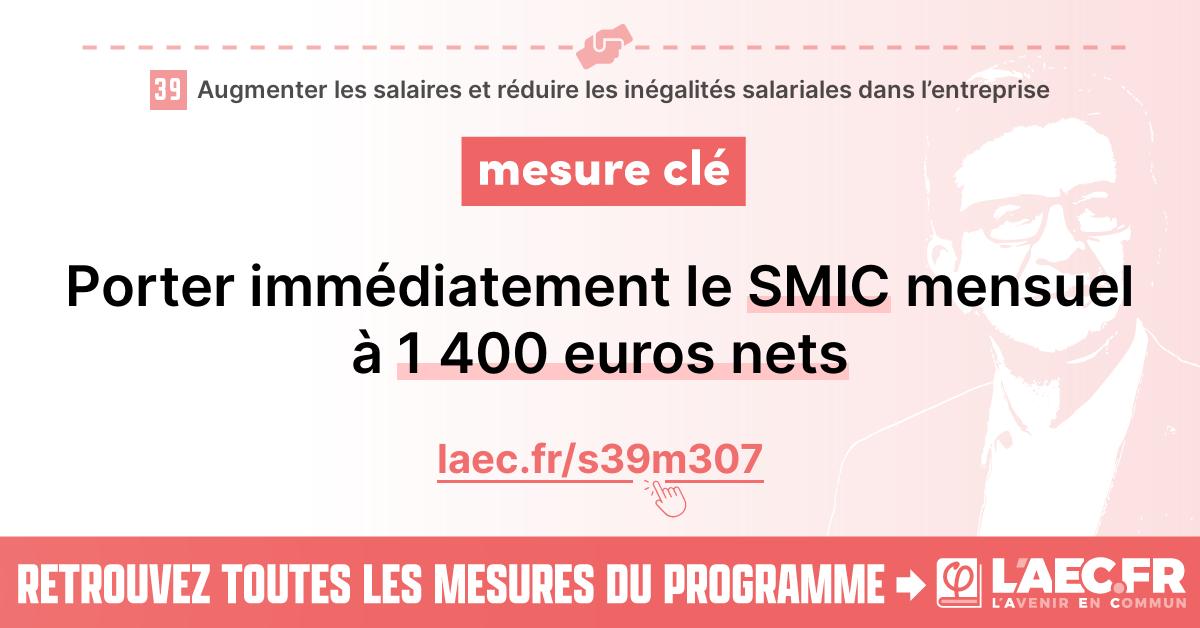 39 Augmenter les salaires et réduire les inégalités salariales dans l’entreprise
mesure clé
Porter immédiatement le SMIC mensuel
à 1 400 euros nets
laec.fr/s39m307
RETROUVEZ TOUTES LES MESURES DU PROGRAMME
φ L'AEC.FR
L'AVENIR EN COMMUN